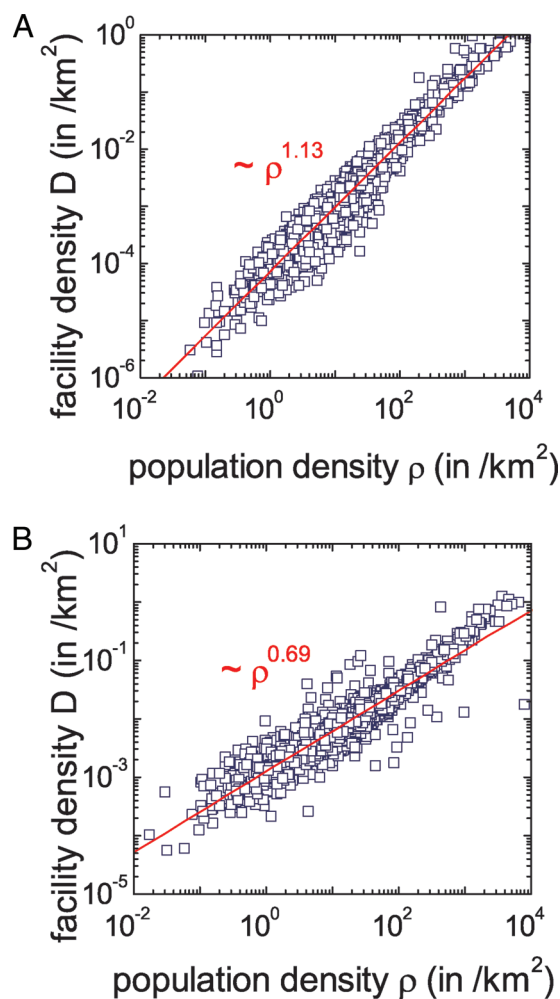 A
10^0
10^-2
10^-4
10^-6
facility density D (in /km^2)
~ ρ^1.13
10^-2 10^0 10^2 10^4
population density ρ (in /km^2)
B
10^1
10^-1
10^-3
10^-5
facility density D (in /km^2)
~ ρ^0.69
10^-2 10^0 10^2 10^4
population density ρ (in /km^2)